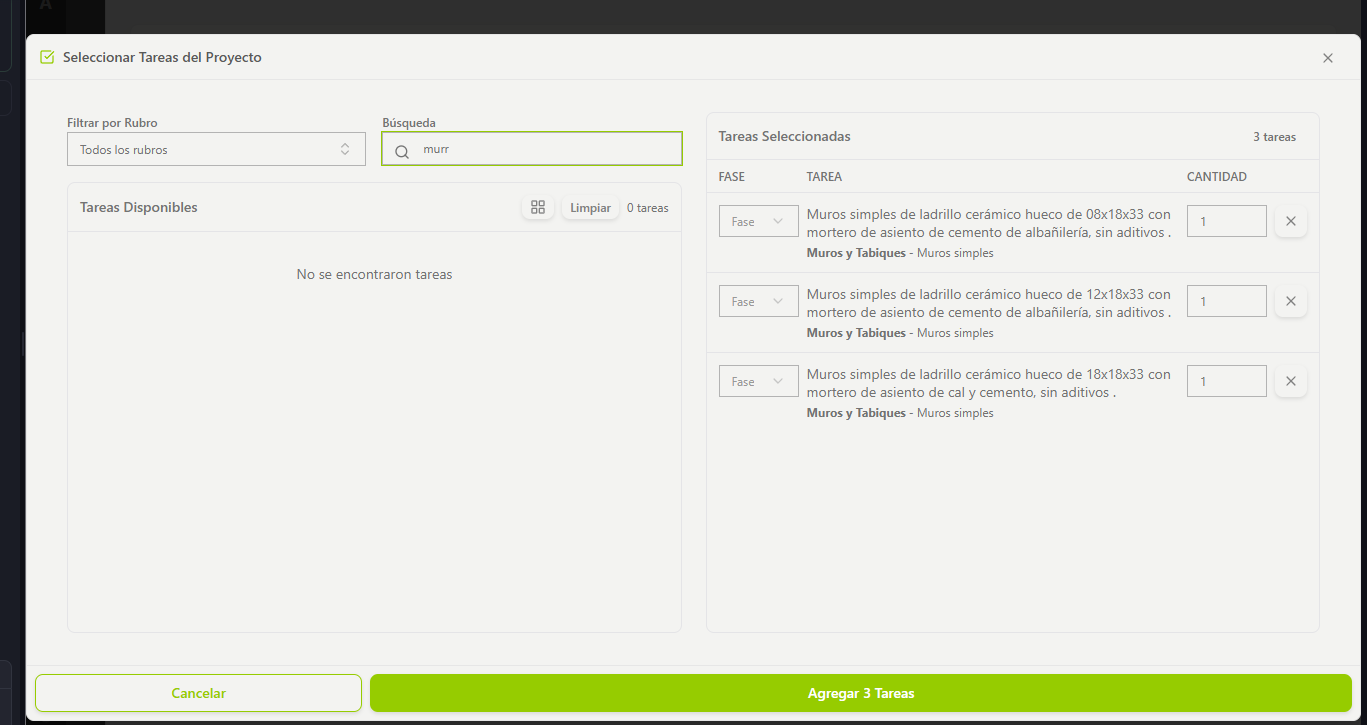 A
Seleccionar Tareas del Proyecto
Filtrar por Rubro
Todos los rubros
Búsqueda
murr
Tareas Disponibles
Limpiar
0 tareas
No se encontraron tareas
Tareas Seleccionadas
3 tareas
FASE TAREA CANTIDAD
Fase
Muros simples de ladrillo cerámico hueco de 08x18x33 con
mortero de asiento de cemento de albañilería, sin aditivos .
Muros y Tabiques - Muros simples
1
Fase
Muros simples de ladrillo cerámico hueco de 12x18x33 con
mortero de asiento de cemento de albañilería, sin aditivos .
Muros y Tabiques - Muros simples
1
Fase
Muros simples de ladrillo cerámico hueco de 18x18x33 con
mortero de asiento de cal y cemento, sin aditivos .
Muros y Tabiques - Muros simples
1
Cancelar
Agregar 3 Tareas